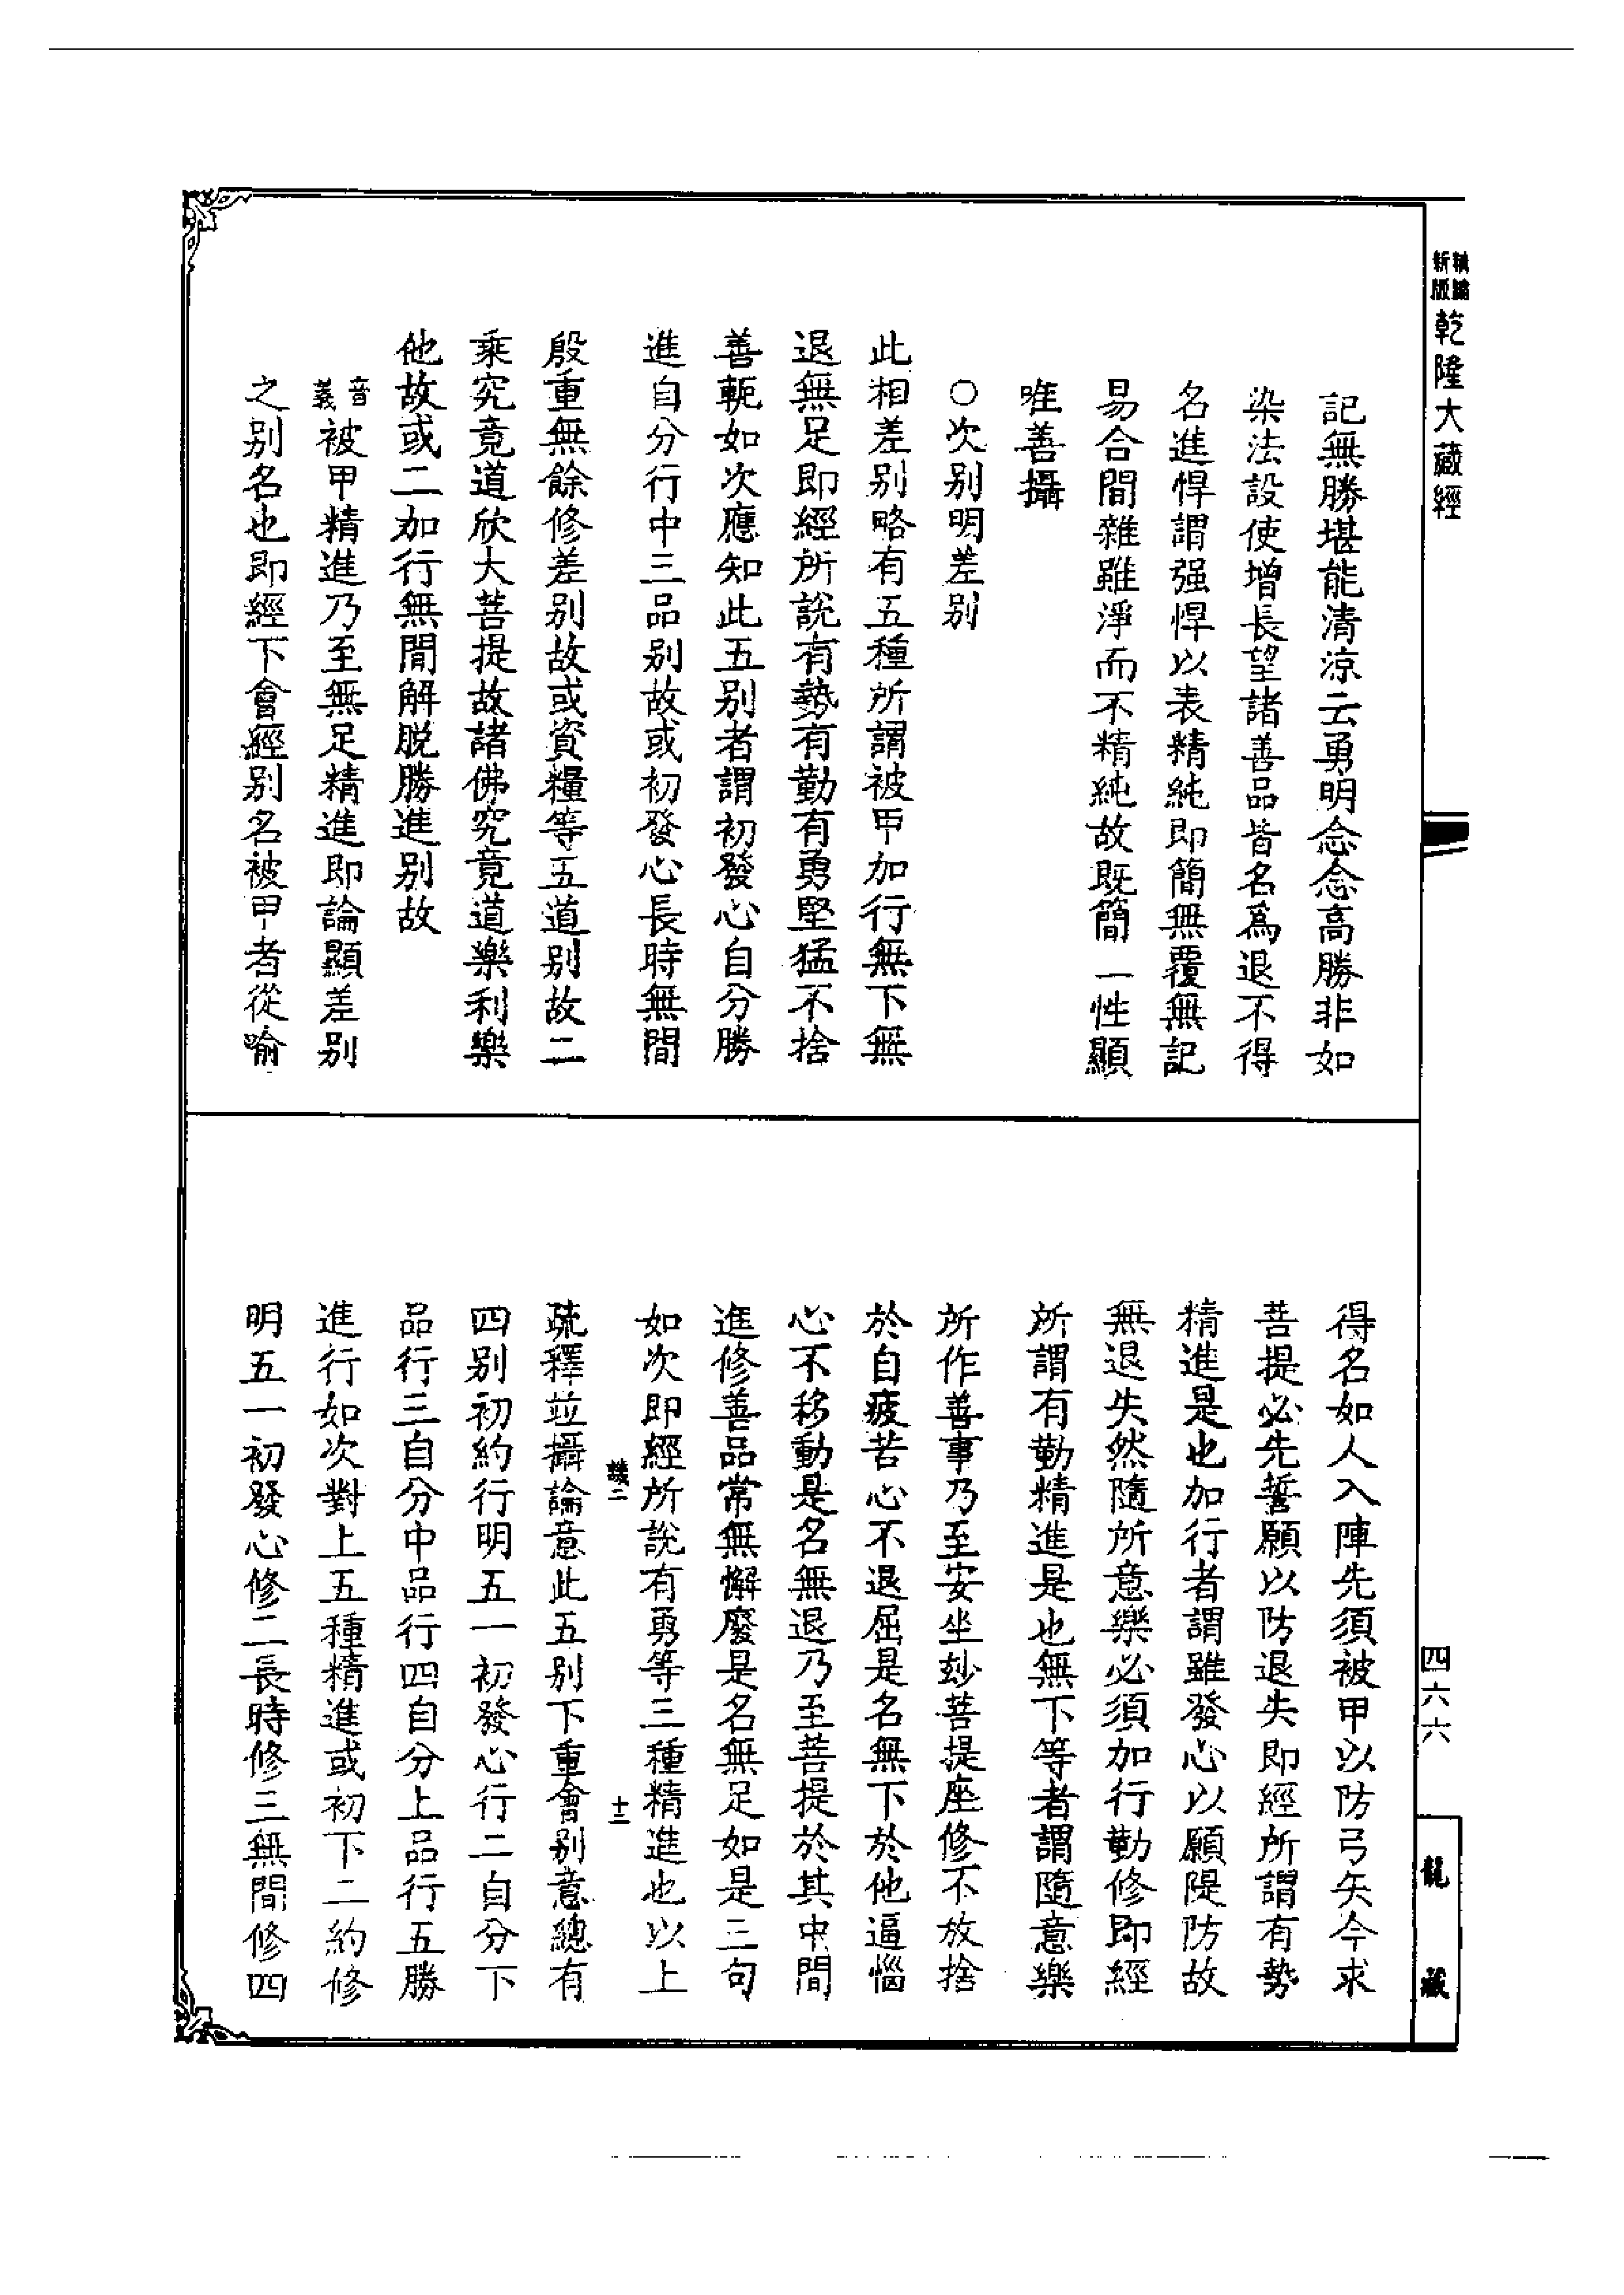 新版
乾隆大藏經
記無勝堪能清涼云勇明念念高勝非如
染法設使增長望諸善品皆名爲退不得
名進悍謂强悍以表精純即簡無覆無記
易合間雜雖淨而不精純故既簡一性顯
唯善攝
○次别明差别
此相差别略有五種所謂被甲加行無下無
退無足即經所說有勢有勤有勇堅猛不捨
善軛如次應知此五别者謂初發心自分勝
進自分行中三品别故或初發心長時無間
殷重無餘修差别故或資糧等五道别故二
乘究竟道欣大菩提故諸佛究竟道樂利樂
他故或二加行無間解脱勝進别故
音義被甲精進乃至無足精進即論顯差别
之别名也即經下會經别名被甲者從喻
得名如人入陣先須被甲以防弓矢今求
菩提必先誓願以防退失即經所謂有勢
精進是也加行者謂雖發心以願隄防故
無退失然隨所意樂必須加行勤修即經
所謂有勤精進是也無下等者謂隨意樂
所作善事乃至安坐玅菩提座修不放捨
於自疲苦心不退屈是名無下於他逼惱
心不移動是名無退乃至菩提於其中間
進修善品常無懈廢是名無足如是三句
如次即經所說有勇等三種精進也以上
疏釋並攝論意此五别下重會别意總有
四别初約行明五一初發心行二自分下
品行三自分中品行四自分上品行五勝
進行如次對上五種精進或初下二約修
明五一初發心修二長時修三無間修四
十二
四六六
龍藏